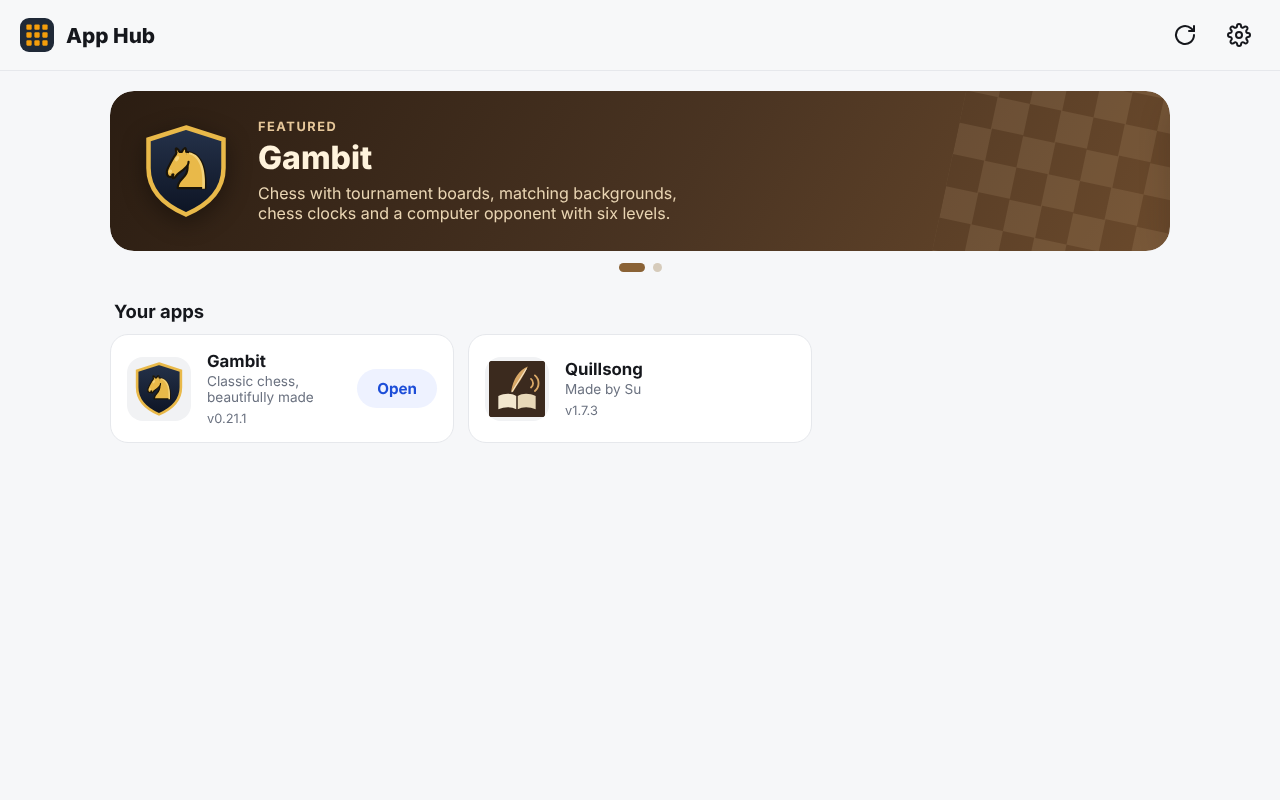 App Hub
FEATURED
Gambit
Chess with tournament boards, matching backgrounds,
chess clocks and a computer opponent with six levels.
Your apps
Gambit
Classic chess,
beautifully made
v0.21.1
Open
Quillsong
Made by Su
v1.7.3